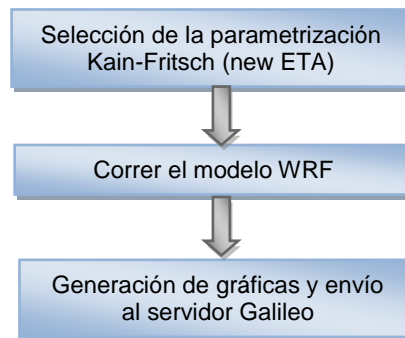 Selección de la parametrización
Kain-Fritsch (new ETA)
Correr el modelo WRF
Generación de gráficas y envío
al servidor Galileo